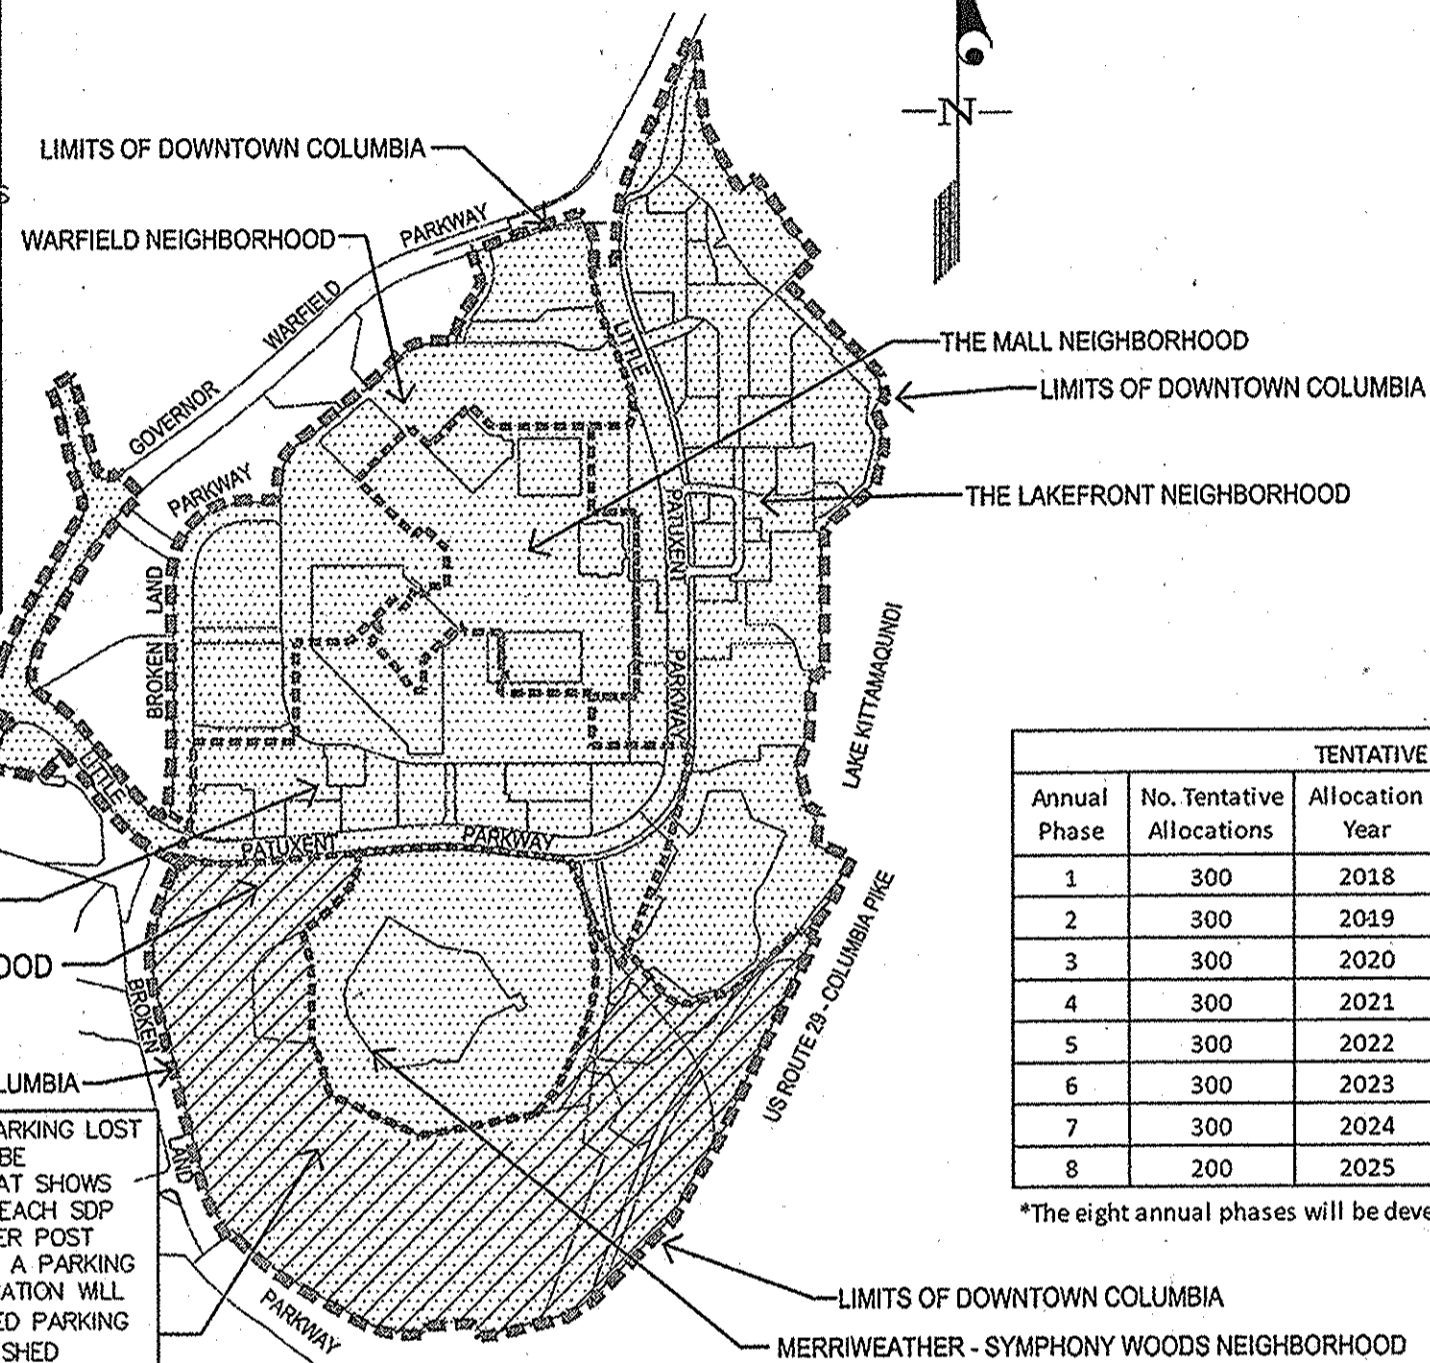 N
LIMITS OF DOWNTOWN COLUMBIA
WARFIELD NEIGHBORHOOD
PARKWAY
WARFIELD
GOVERNOR
LITTLE
THE MALL NEIGHBORHOOD
LIMITS OF DOWNTOWN COLUMBIA
PARKWAY
THE LAKEFRONT NEIGHBORHOOD
PATUXENT
BROKEN LAND
PARKWAY
LAKE KITTAMAQUNDI
LITTLE
PATUXENT PARKWAY
US ROUTE 29 - COLUMBIA PIKE
OOD
BROKEN
LAND
PARKWAY
LUMBIA
ARKING LOST
BE
AT SHOWS
EACH SDP
ER POST
A PARKING
CATION WILL
ED PARKING
SHED
TENTATIVE
Annual Phase No. Tentative Allocations Allocation Year
1 300 2018
2 300 2019
3 300 2020
4 300 2021
5 300 2022
6 300 2023
7 300 2024
8 200 2025
*The eight annual phases will be deve
LIMITS OF DOWNTOWN COLUMBIA
MERRIWEATHER - SYMPHONY WOODS NEIGHBORHOOD